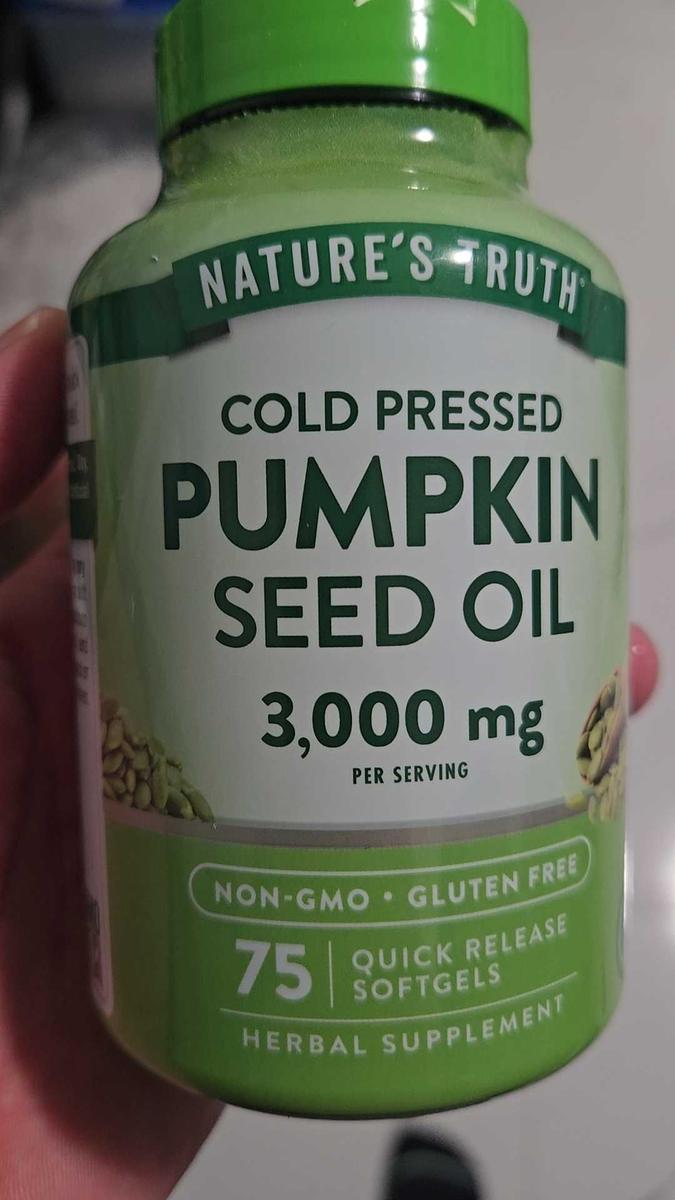 NATURE'S TRUTH®
COLD PRESSED
PUMPKIN
SEED OIL
3,000 mg
PER SERVING
NON-GMO • GLUTEN FREE
75
QUICK RELEASE
SOFTGELS
HERBAL SUPPLEMENT